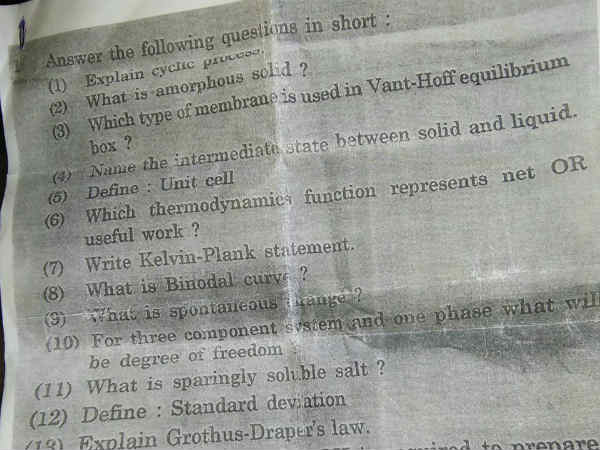 Answer the following questions in short :
(1) Explain cyclic process.
(2) What is amorphous solid ?
(3) Which type of membrane is used in Vant-Hoff equilibrium
box ?
(4) Name the intermediate state between solid and liquid.
(5) Define : Unit cell
(6) Which thermodynamics function represents net OR
useful work ?
(7) Write Kelvin-Plank statement.
(8) What is Binodal curve ?
(9) What is spontaneous change ?
(10) For three component system and one phase what will
be degree of freedom
(11) What is sparingly soluble salt ?
(12) Define : Standard deviation
(13) Explain Grothus-Draper's law.
required to prepare